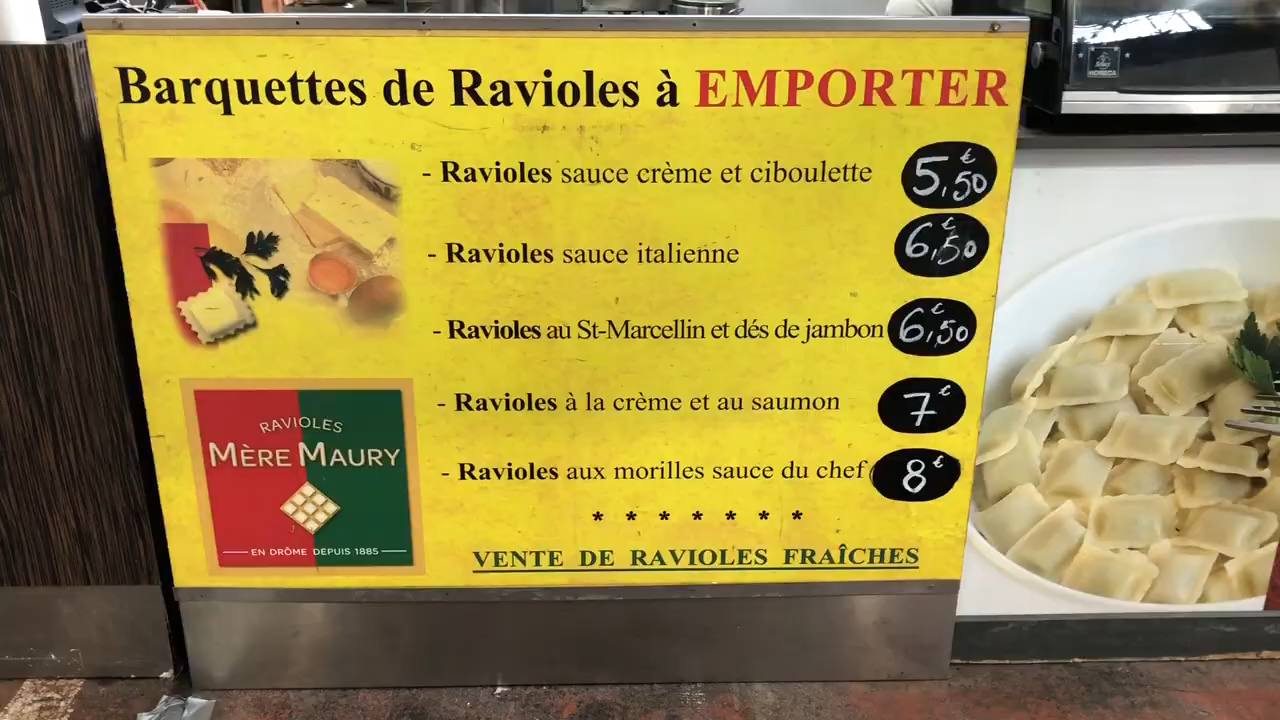 Barquettes de Ravioles à EMPORTER
- Ravioles sauce crème et ciboulette 5,50 €
- Ravioles sauce italienne 6,50 €
- Ravioles au St-Marcellin et dés de jambon 6,50 €
- Ravioles à la crème et au saumon 7 €
- Ravioles aux morilles sauce du chef 8 €
* * * * * * *
VENTE DE RAVIOLES FRAÎCHES
RAVIOLES
MÈRE MAURY
EN DRÔME DEPUIS 1885
HORECA